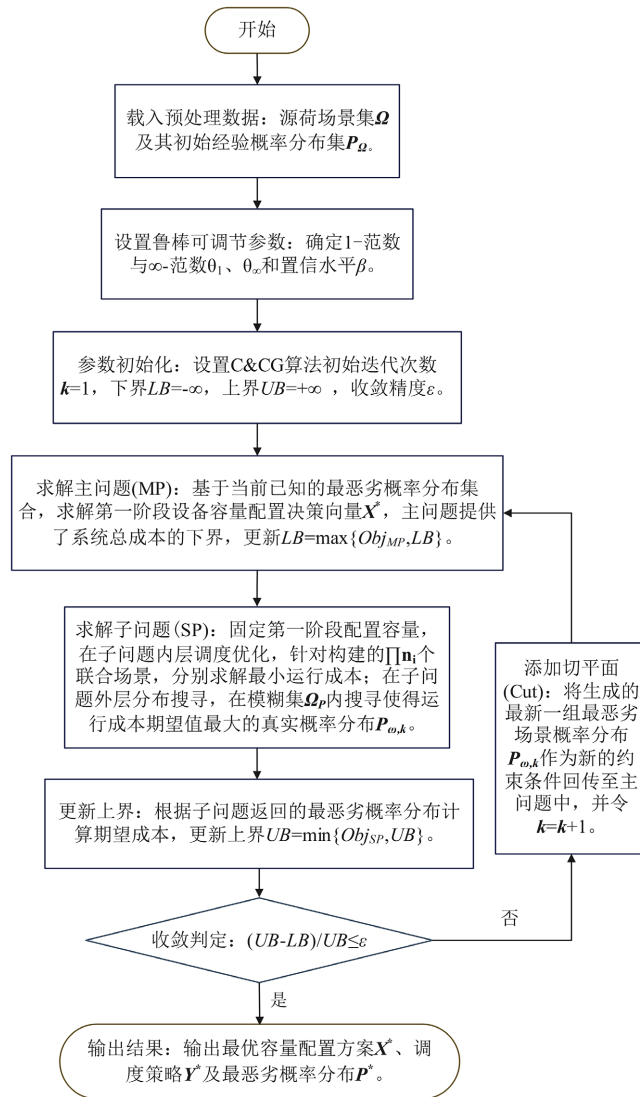 开始
载入预处理数据：源荷场景集Ω
及其初始经验概率分布集PΩ。
设置鲁棒可调节参数：确定1-范数
与∞-范数θ1、θ∞和置信水平β。
参数初始化：设置C&CG算法初始迭代次数
k=1，下界LB=-∞，上界UB=+∞ ，收敛精度ε。
求解主问题(MP)：基于当前已知的最恶劣概率分布集
合，求解第一阶段设备容量配置决策向量X*，主问题提供
了系统总成本的下界，更新LB=max{ObjMP,LB}。
求解子问题(SP)：固定第一阶段配置容量，
在子问题内层调度优化，针对构建的∏ni个
联合场景，分别求解最小运行成本；在子问
题外层分布搜寻，在模糊集ΩP内搜寻使得运
行成本期望值最大的真实概率分布Pω,k。
更新上界：根据子问题返回的最恶劣概率分布计
算期望成本，更新上界UB=min{ObjSP,UB}。
收敛判定：(UB-LB)/UB≤ε
否
添加切平面
(Cut)：将生成的
最新一组最恶劣
场景概率分布
Pω,k作为新的约
束条件回传至主
问题中，并令
k=k+1。
是
输出结果：输出最优容量配置方案X*、调
度策略Y*及最恶劣概率分布P*。